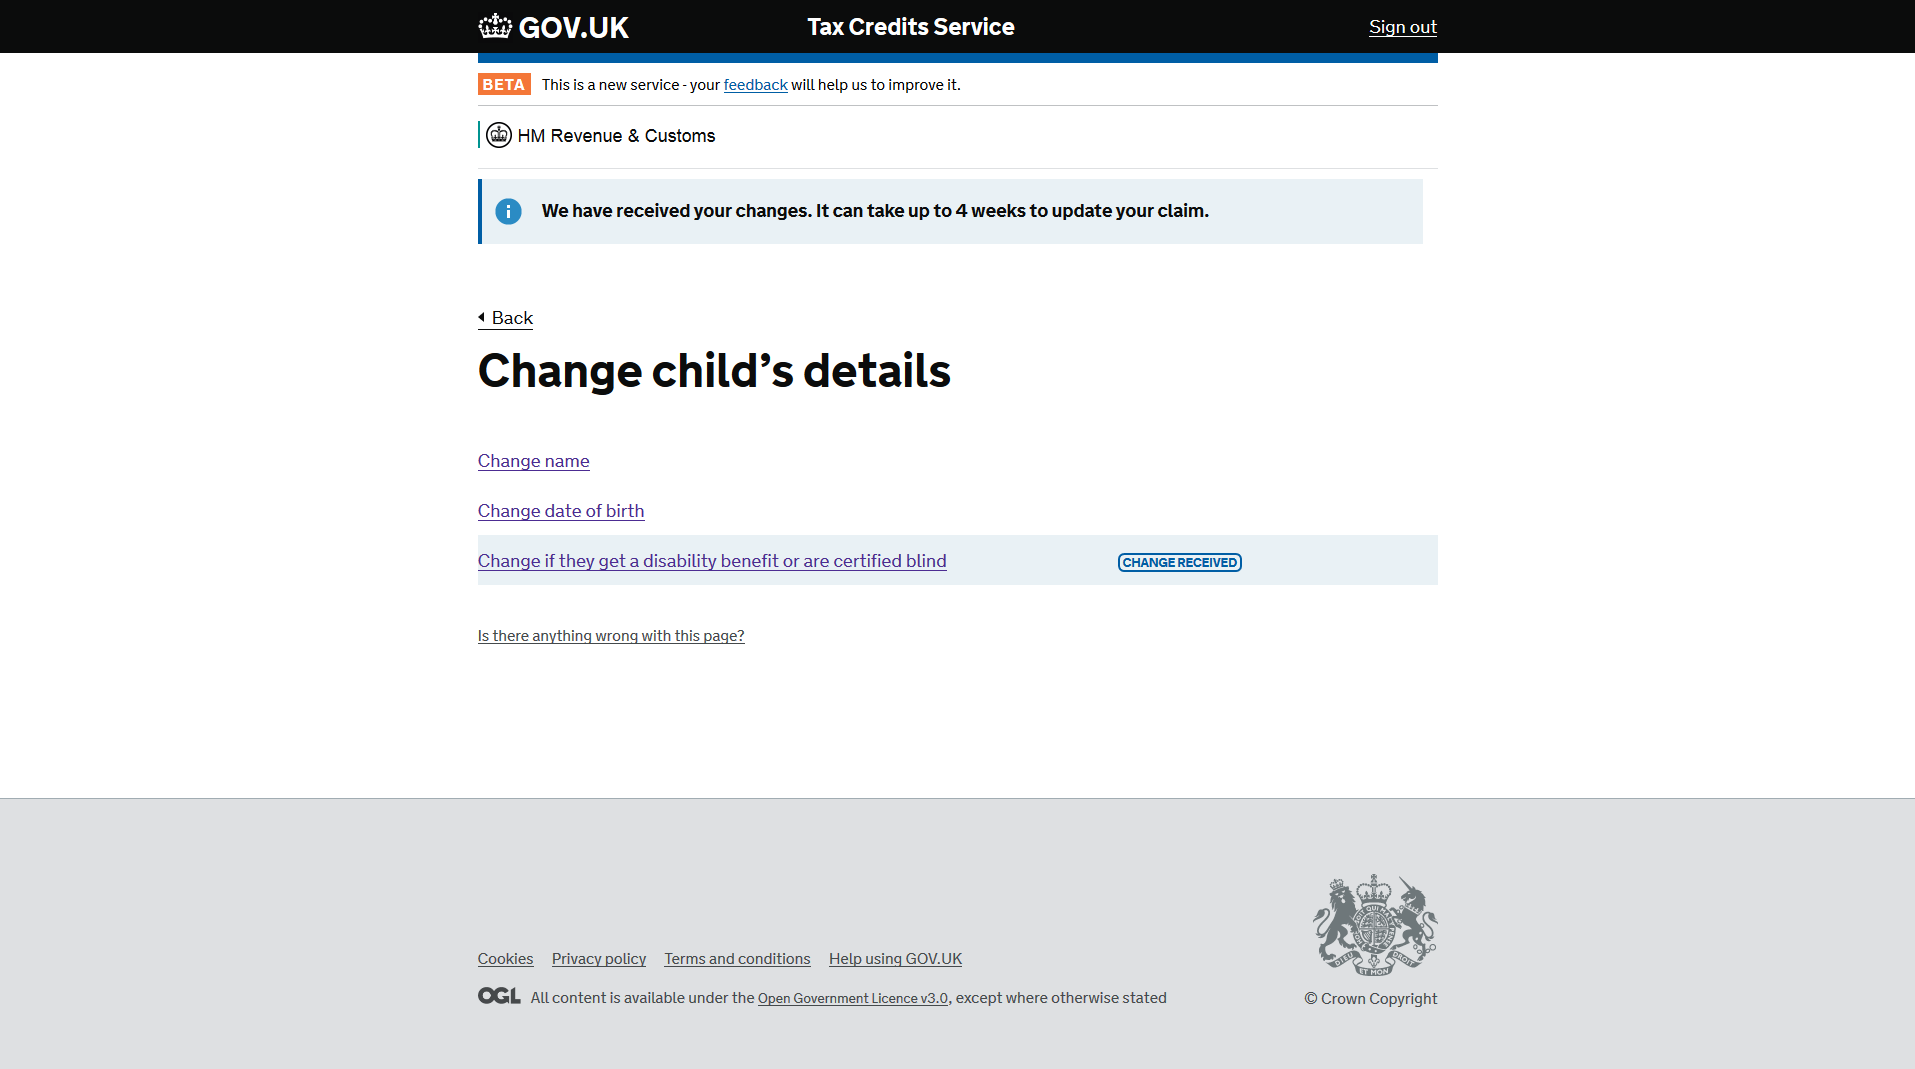 GOV.UK
Tax Credits Service
Sign out
BETA This is a new service - your feedback will help us to improve it.
HM Revenue & Customs
We have received your changes. It can take up to 4 weeks to update your claim.
Back
Change child’s details
Change name
Change date of birth
Change if they get a disability benefit or are certified blind
CHANGE RECEIVED
Is there anything wrong with this page?
Cookies Privacy policy Terms and conditions Help using GOV.UK
OGL All content is available under the Open Government Licence v3.0, except where otherwise stated
DIEU ET MON DROIT
© Crown Copyright